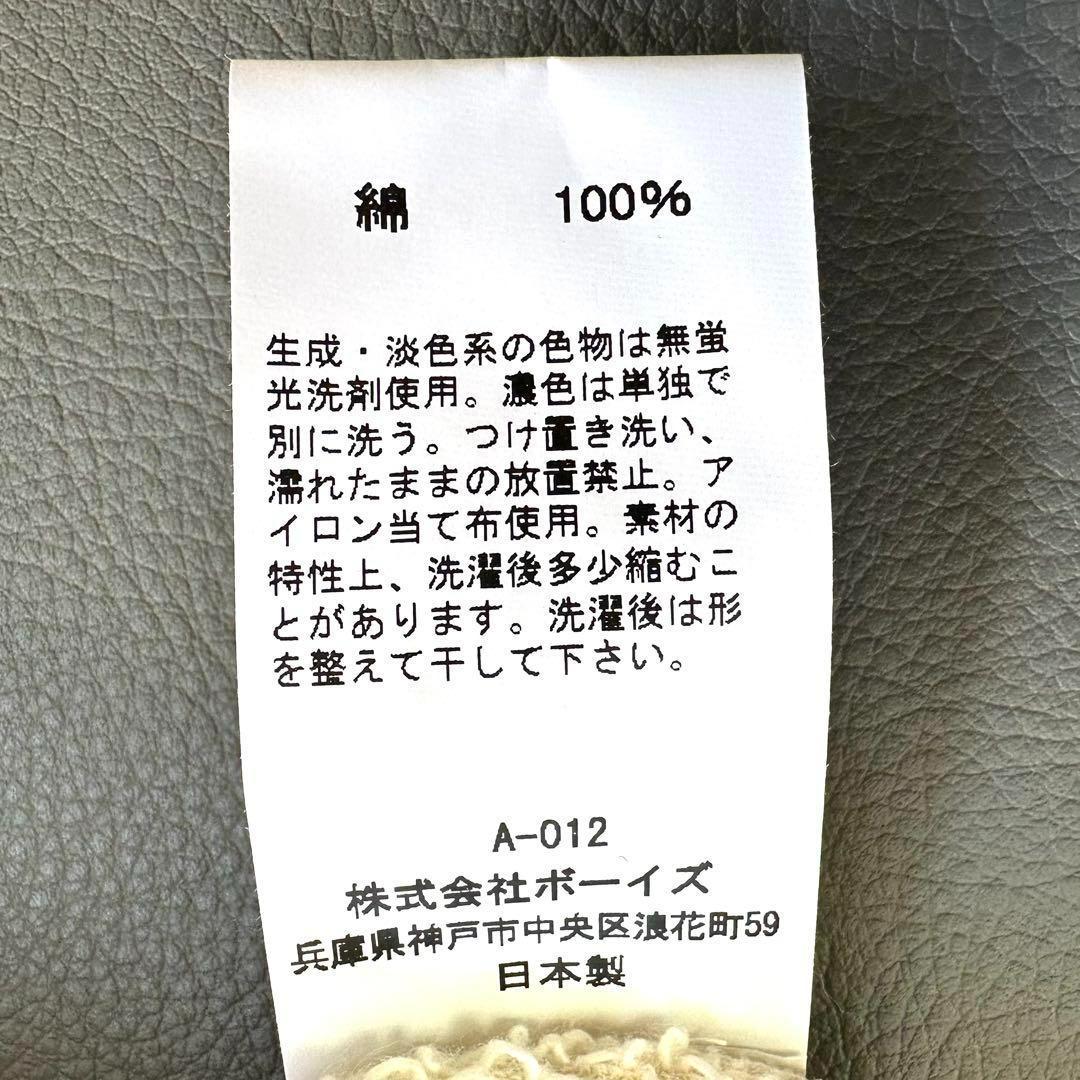 綿 100%
生成・淡色系の色物は無蛍
光洗剤使用。濃色は単独で
別に洗う。つけ置き洗い、
濡れたままの放置禁止。ア
イロン当て布使用。素材の
特性上、洗濯後多少縮むこ
とがあります。洗濯後は形
を整えて干して下さい。
A-012
株式会社ボーイズ
兵庫県神戸市中央区浪花町59
日本製